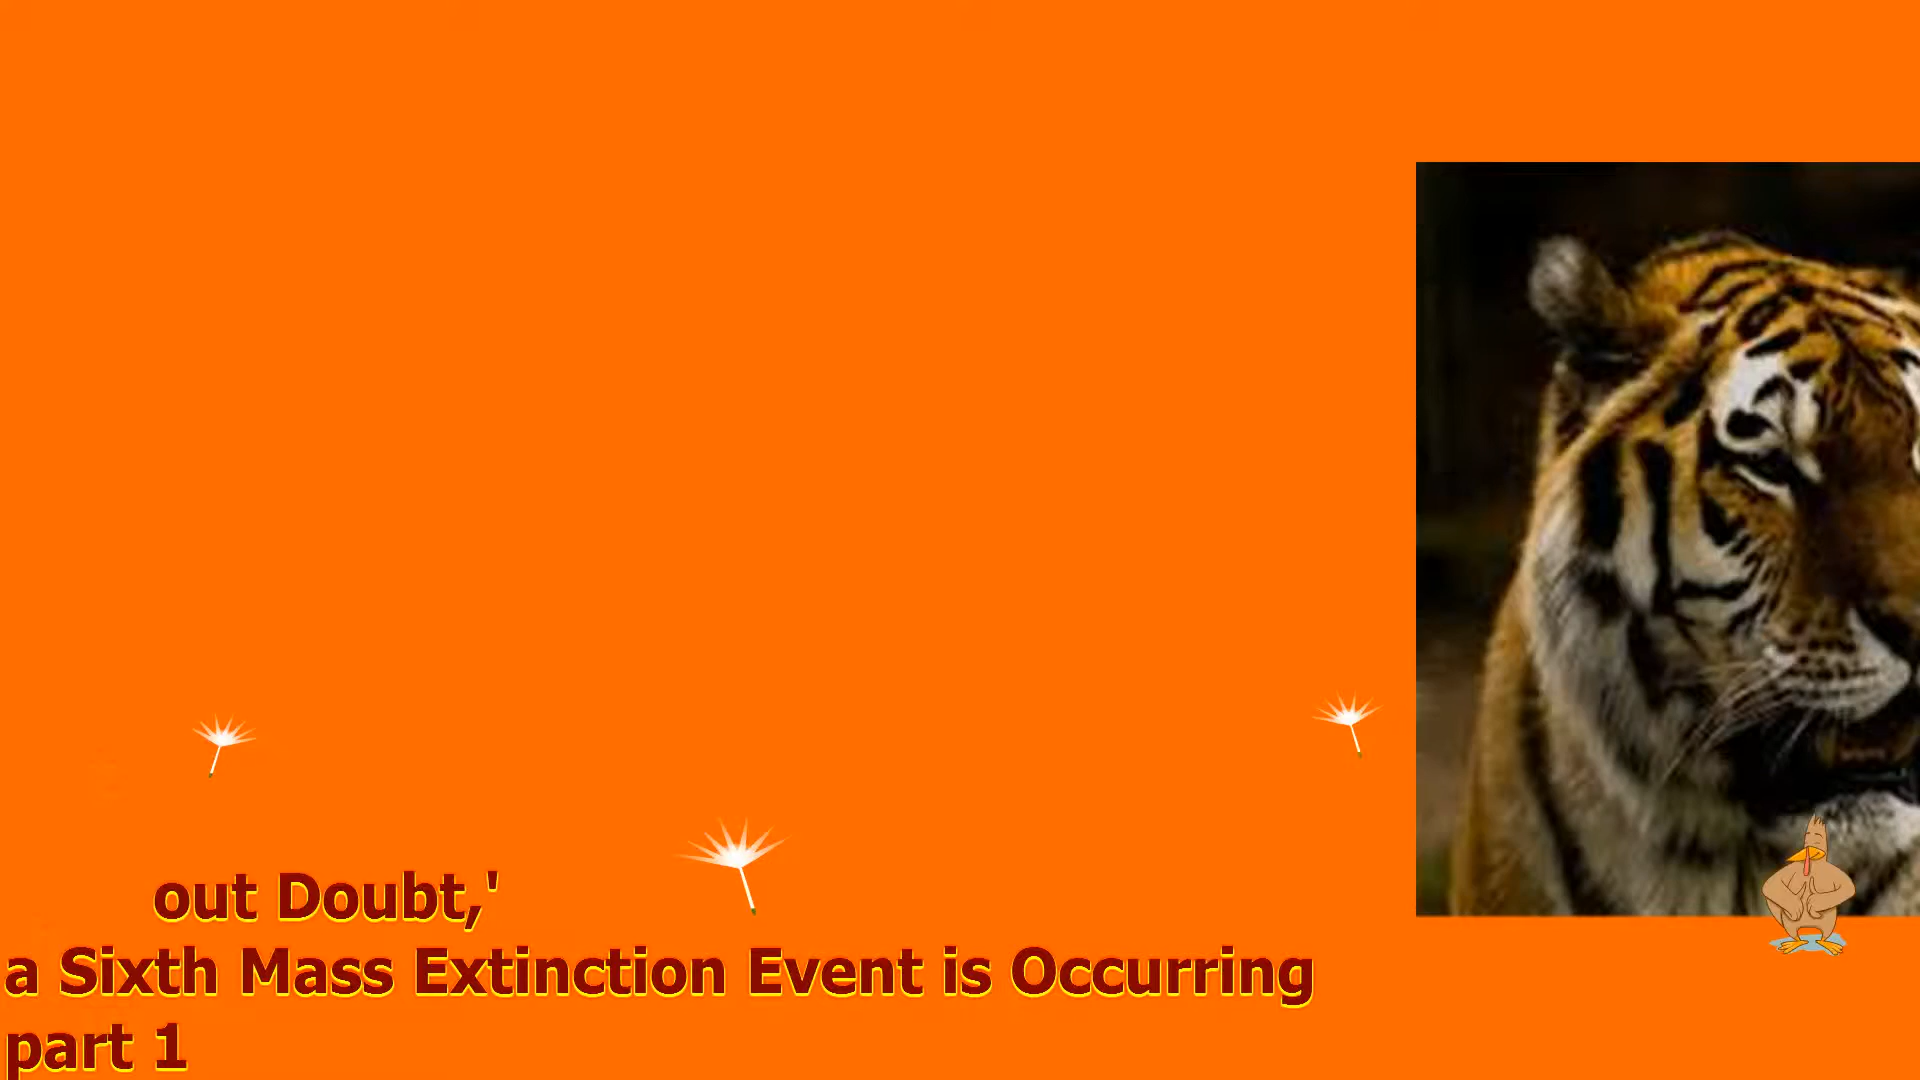 out Doubt,'
a Sixth Mass Extinction Event is Occurring
part 1